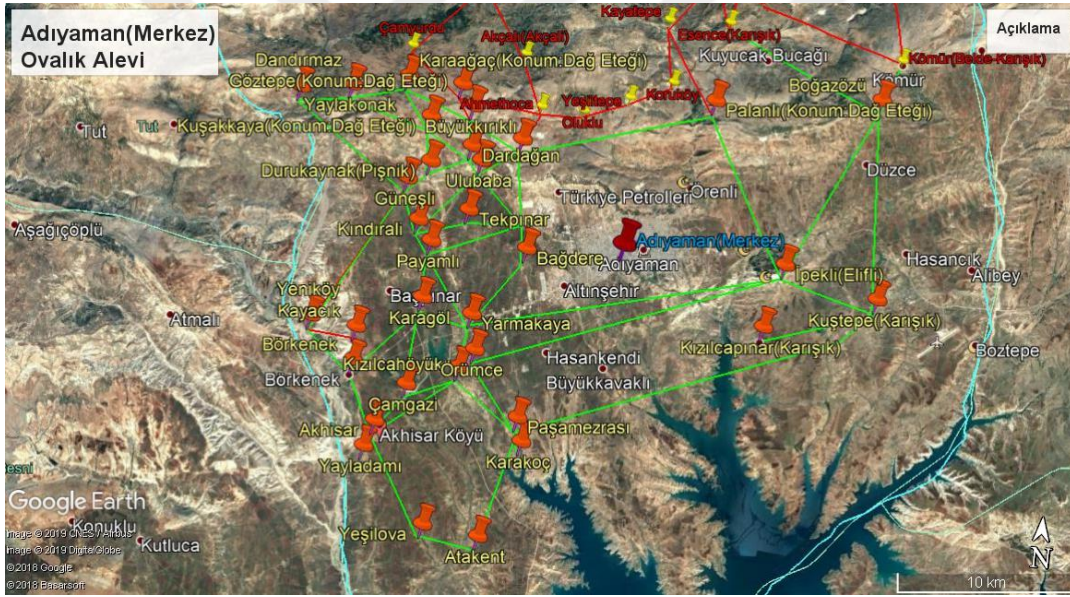 Adıyaman(Merkez)
Ovalık Alevi
Açıklama
Kayatepe
Çamyurdu
Akçalı(Akçalı)
Esence(Karışık)
Kuyucak Bucağı
Kömür(Belde-Karışık)
Kömür
Dandırmaz
Karaağaç(Konum.Dağ Eteği)
Göztepe(Konum.Dağ Eteği)
Boğazözü
Yaylakonak
Ahmethoca
Yeşiltepe
Koruköy
Palanlı(Konum Dağ Eteği)
Oluklu
Tut
Tut
Kuşakkaya(Konum Dağ Eteği)
Büyükkırıklı
Dardağan
Durukaynak(Pışnik)
Ulubaba
Düzce
Güneşli
Türkiye Petrolleri
Örenli
Tekpınar
Kındırali
Aşağıçöplü
Adıyaman(Merkez)
Payamlı
Bağdere
Adıyaman
Hasancık
İpekli(Elifli)
Alibey
Yeniköy
Başpınar
Altınşehir
Kayacık
Karagöl
Yarmakaya
Atmalı
Kuştepe(Karışık)
Börkenek
Kızılcapınar(Karışık)
Boztepe
Kızılcahöyük
Örümce
Hasankendi
Börkenek
Büyükkavaklı
Çamgazi
Akhisar
Akhisar Köyü
Paşamezrası
Yayladamı
Karakoç
esni
Google Earth
Konuklu
Yeşilova
Image © 2019 CNES / Airbus
Kutluca
Image © 2019 DigitalGlobe
Atakent
© 2018 Google
© 2018 Basarsoft
N
10 km